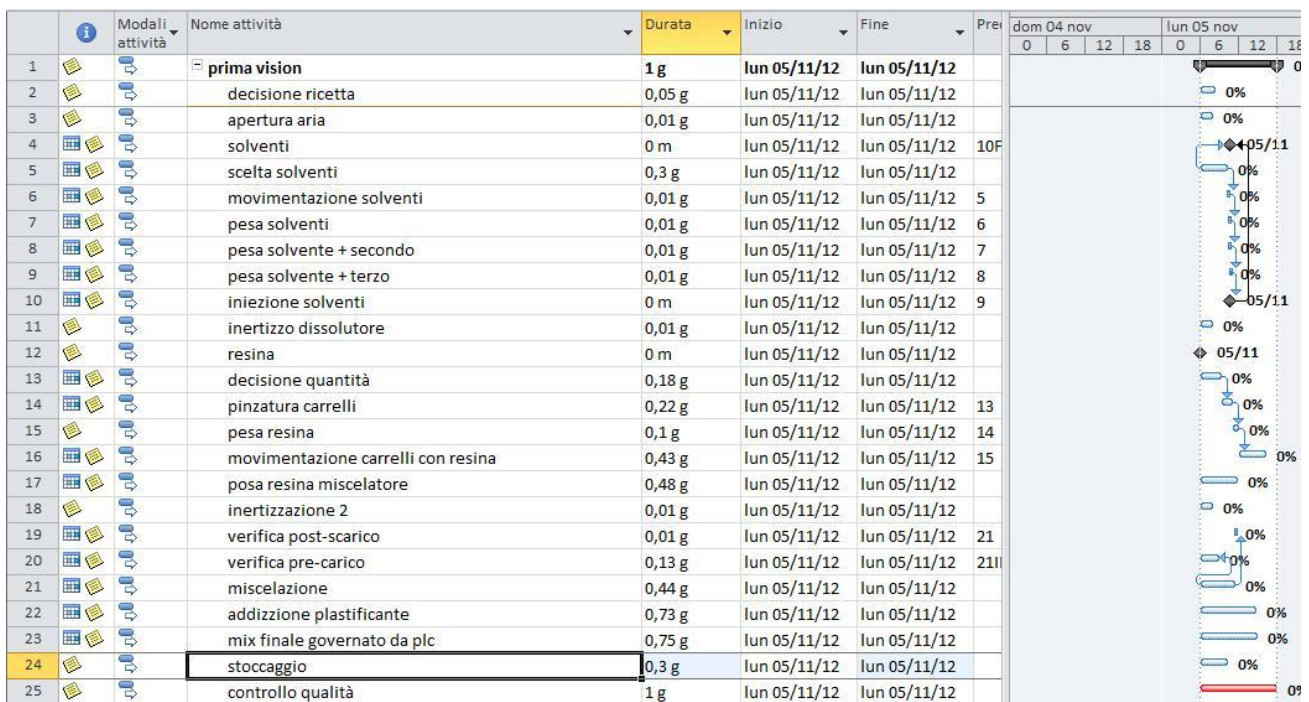 Modali attività Nome attività Durata Inizio Fine Pre dom 04 nov lun 05 nov
0 6 12 18 0 6 12 18
1 prima vision 1 g lun 05/11/12 lun 05/11/12 0
2 decisione ricetta 0,05 g lun 05/11/12 lun 05/11/12 0%
3 apertura aria 0,01 g lun 05/11/12 lun 05/11/12 0%
4 solventi 0 m lun 05/11/12 lun 05/11/12 10F 05/11
5 scelta solventi 0,3 g lun 05/11/12 lun 05/11/12 0%
6 movimentazione solventi 0,01 g lun 05/11/12 lun 05/11/12 5 0%
7 pesa solventi 0,01 g lun 05/11/12 lun 05/11/12 6 0%
8 pesa solvente + secondo 0,01 g lun 05/11/12 lun 05/11/12 7 0%
9 pesa solvente + terzo 0,01 g lun 05/11/12 lun 05/11/12 8 0%
10 iniezione solventi 0 m lun 05/11/12 lun 05/11/12 9 05/11
11 inertizzo dissolutore 0,01 g lun 05/11/12 lun 05/11/12 0%
12 resina 0 m lun 05/11/12 lun 05/11/12 05/11
13 decisione quantità 0,18 g lun 05/11/12 lun 05/11/12 0%
14 pinzatura carrelli 0,22 g lun 05/11/12 lun 05/11/12 13 0%
15 pesa resina 0,1 g lun 05/11/12 lun 05/11/12 14 0%
16 movimentazione carrelli con resina 0,43 g lun 05/11/12 lun 05/11/12 15 0%
17 posa resina miscelatore 0,48 g lun 05/11/12 lun 05/11/12 0%
18 inertizzazione 2 0,01 g lun 05/11/12 lun 05/11/12 0%
19 verifica post-scarico 0,01 g lun 05/11/12 lun 05/11/12 21 0%
20 verifica pre-carico 0,13 g lun 05/11/12 lun 05/11/12 21II 0%
21 miscelazione 0,44 g lun 05/11/12 lun 05/11/12 0%
22 addizzione plastificante 0,73 g lun 05/11/12 lun 05/11/12 0%
23 mix finale governato da plc 0,75 g lun 05/11/12 lun 05/11/12 0%
24 stoccaggio 0,3 g lun 05/11/12 lun 05/11/12 0%
25 controllo qualità 1 g lun 05/11/12 lun 05/11/12 0%